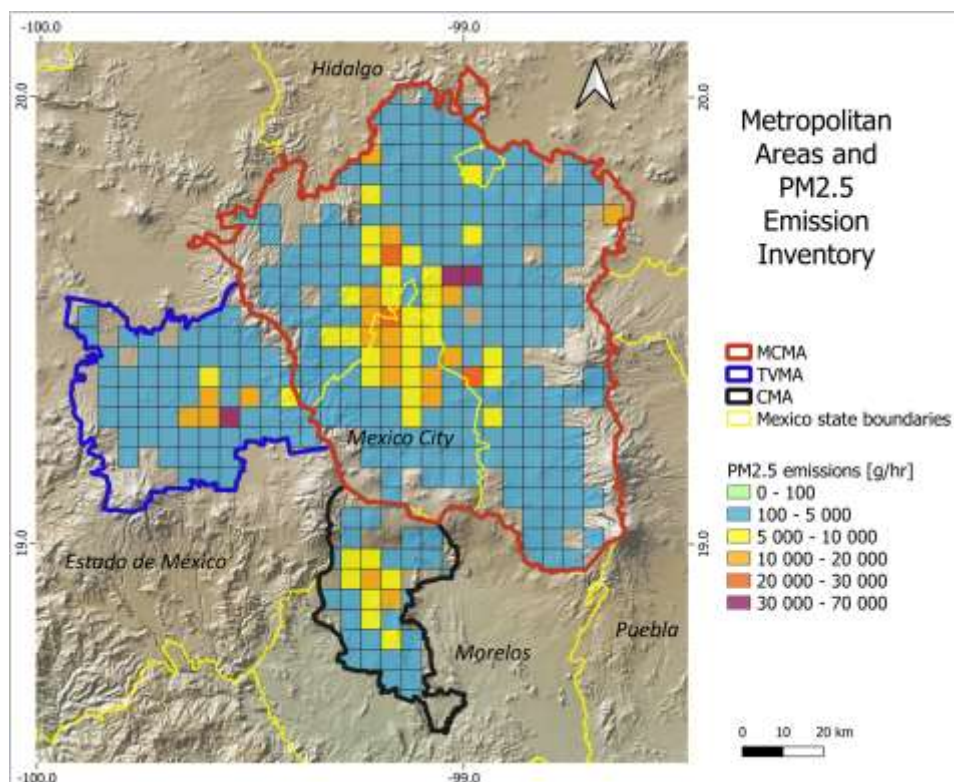 -100.0
-99.0
Hidalgo
20.0
20.0
Metropolitan
Areas and
PM2.5
Emission
Inventory
MCMA
TVMA
CMA
Mexico state boundaries
Mexico City
PM2.5 emissions [g/hr]
0 - 100
100 - 5 000
5 000 - 10 000
10 000 - 20 000
20 000 - 30 000
30 000 - 70 000
19.0
19.0
Estado de México
Puebla
Morelos
0 10 20 km
-100.0
-99.0